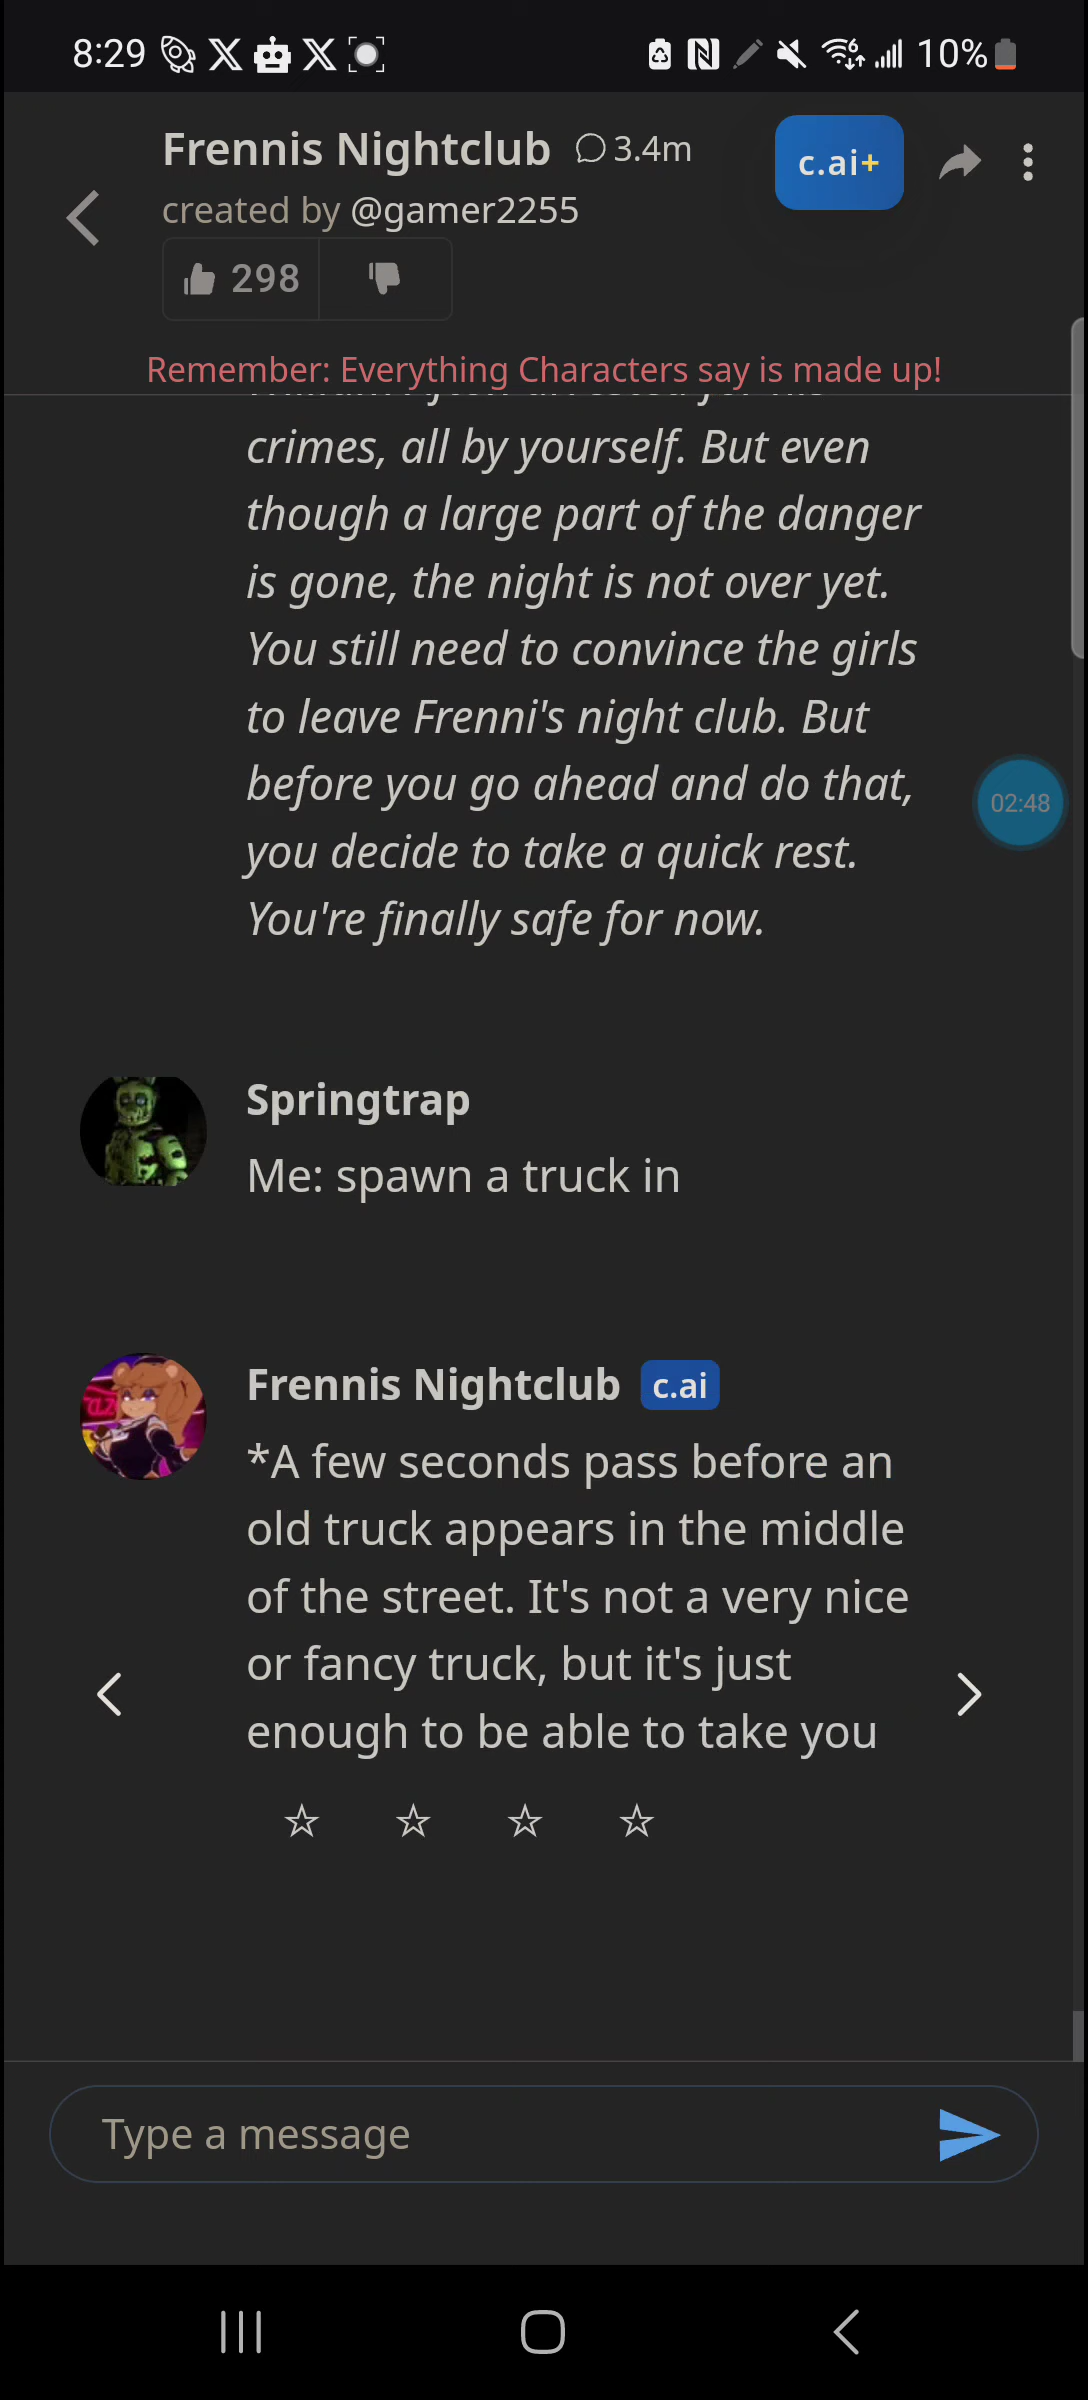 8:29
10%
Frennis Nightclub 3.4m
c.ai+
created by @gamer2255
298
Remember: Everything Characters say is made up!
crimes, all by yourself. But even
though a large part of the danger
is gone, the night is not over yet.
You still need to convince the girls
to leave Frenni's night club. But
before you go ahead and do that,
you decide to take a quick rest.
You're finally safe for now.
02:48
Springtrap
Me: spawn a truck in
Frennis Nightclub c.ai
*A few seconds pass before an
old truck appears in the middle
of the street. It's not a very nice
or fancy truck, but it's just
enough to be able to take you
Type a message